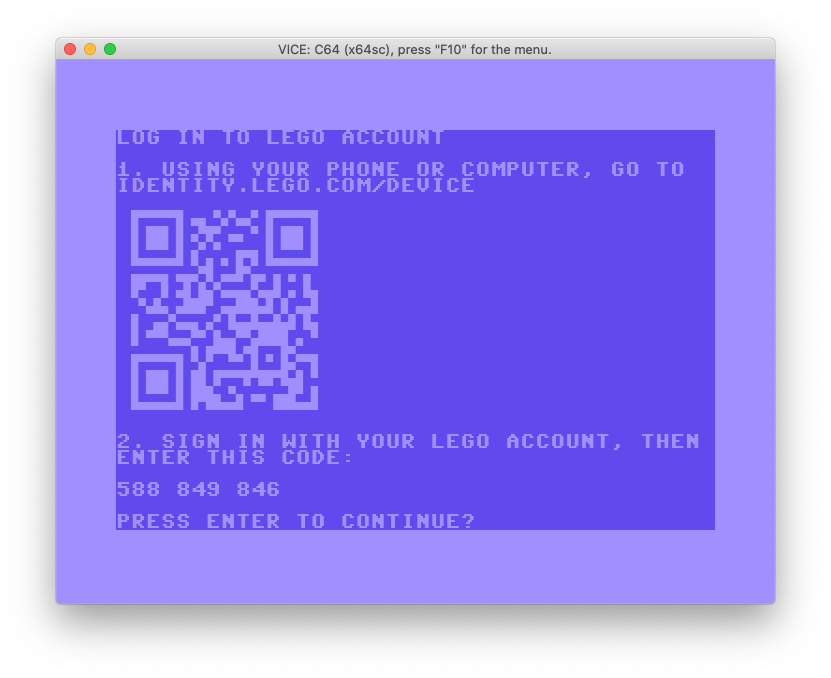 VICE: C64 (x64sc), press "F10" for the menu.
LOG IN TO LEGO ACCOUNT
1. USING YOUR PHONE OR COMPUTER, GO TO
IDENTITY.LEGO.COM/DEVICE
2. SIGN IN WITH YOUR LEGO ACCOUNT, THEN
ENTER THIS CODE:
588 849 846
PRESS ENTER TO CONTINUE?